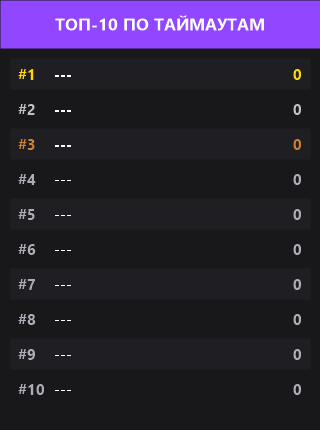 ТОП-10 ПО ТАЙМАУТАМ
#1 --- 0
#2 --- 0
#3 --- 0
#4 --- 0
#5 --- 0
#6 --- 0
#7 --- 0
#8 --- 0
#9 --- 0
#10 --- 0